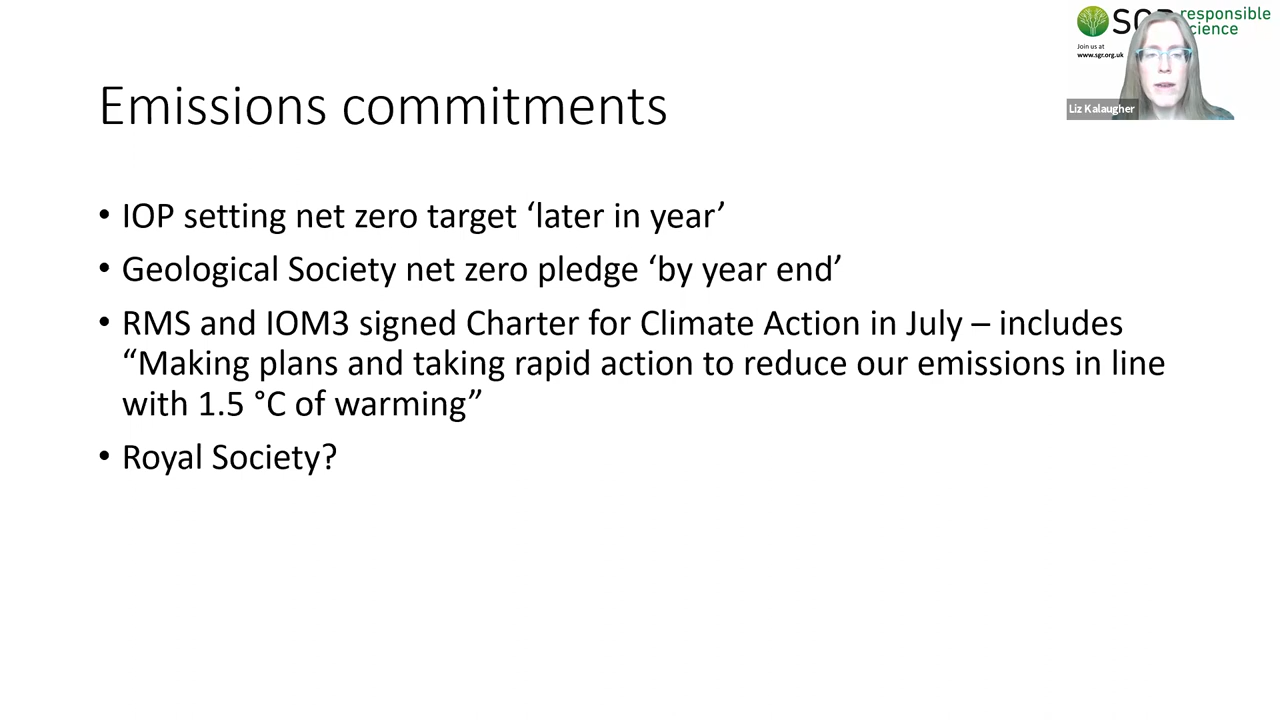 SGR responsible
science
Join us at
www.sgr.org.uk
Liz Kalaugher
Emissions commitments
• IOP setting net zero target ‘later in year’
• Geological Society net zero pledge ‘by year end’
• RMS and IOM3 signed Charter for Climate Action in July – includes
“Making plans and taking rapid action to reduce our emissions in line
with 1.5 °C of warming”
• Royal Society?